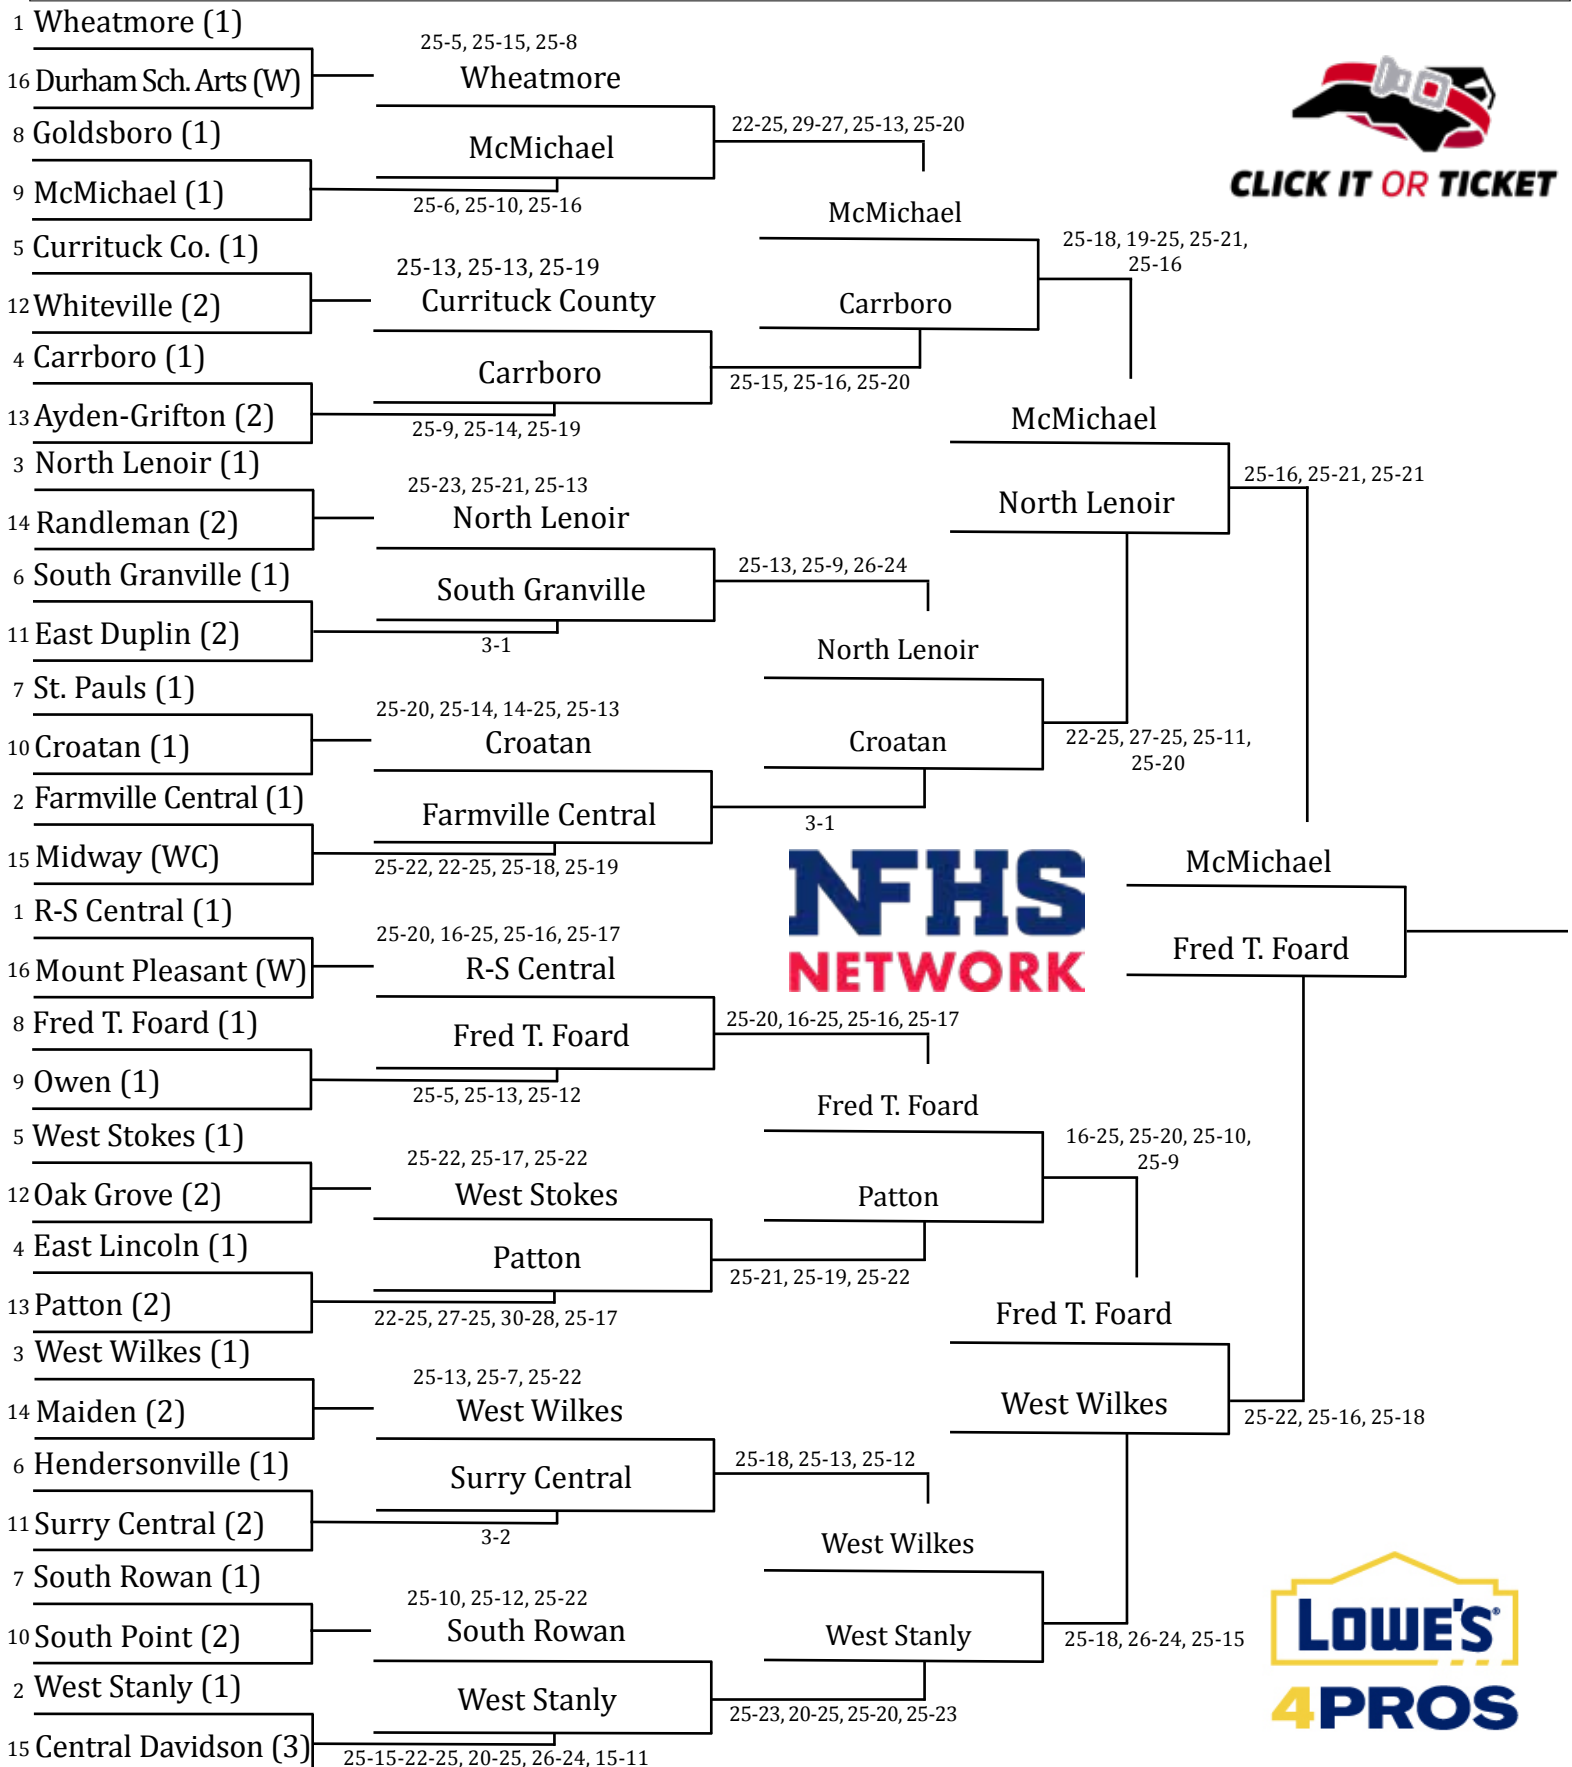 1 Wheatmore (1)
16 Durham Sch. Arts (W)
8 Goldsboro (1)
9 McMichael (1)
5 Currituck Co. (1)
12 Whiteville (2)
4 Carrboro (1)
13 Ayden-Grifton (2)
3 North Lenoir (1)
14 Randleman (2)
6 South Granville (1)
11 East Duplin (2)
7 St. Pauls (1)
10 Croatan (1)
2 Farmville Central (1)
15 Midway (WC)
1 R-S Central (1)
16 Mount Pleasant (W)
8 Fred T. Foard (1)
9 Owen (1)
5 West Stokes (1)
12 Oak Grove (2)
4 East Lincoln (1)
13 Patton (2)
3 West Wilkes (1)
14 Maiden (2)
6 Hendersonville (1)
11 Surry Central (2)
7 South Rowan (1)
10 South Point (2)
2 West Stanly (1)
15 Central Davidson (3)
25-5, 25-15, 25-8
Wheatmore
McMichael
25-6, 25-10, 25-16
25-13, 25-13, 25-19
Currituck County
Carrboro
25-9, 25-14, 25-19
25-23, 25-21, 25-13
North Lenoir
South Granville
3-1
25-20, 25-14, 14-25, 25-13
Croatan
Farmville Central
25-22, 22-25, 25-18, 25-19
25-20, 16-25, 25-16, 25-17
R-S Central
Fred T. Foard
25-5, 25-13, 25-12
25-22, 25-17, 25-22
West Stokes
Patton
22-25, 27-25, 30-28, 25-17
25-13, 25-7, 25-22
West Wilkes
Surry Central
3-2
25-10, 25-12, 25-22
South Rowan
West Stanly
25-15-22-25, 20-25, 26-24, 15-11
22-25, 29-27, 25-13, 25-20
McMichael
Carrboro
25-15, 25-16, 25-20
25-13, 25-9, 26-24
North Lenoir
Croatan
3-1
25-20, 16-25, 25-16, 25-17
Fred T. Foard
Patton
25-21, 25-19, 25-22
25-18, 25-13, 25-12
West Wilkes
West Stanly
25-23, 20-25, 25-20, 25-23
25-18, 19-25, 25-21,
25-16
McMichael
North Lenoir
22-25, 27-25, 25-11,
25-20
16-25, 25-20, 25-10,
25-9
Fred T. Foard
West Wilkes
25-18, 26-24, 25-15
25-16, 25-21, 25-21
McMichael
Fred T. Foard
25-22, 25-16, 25-18
CLICK IT OR TICKET
NFHS
NETWORK
LOWE'S®
4PROS